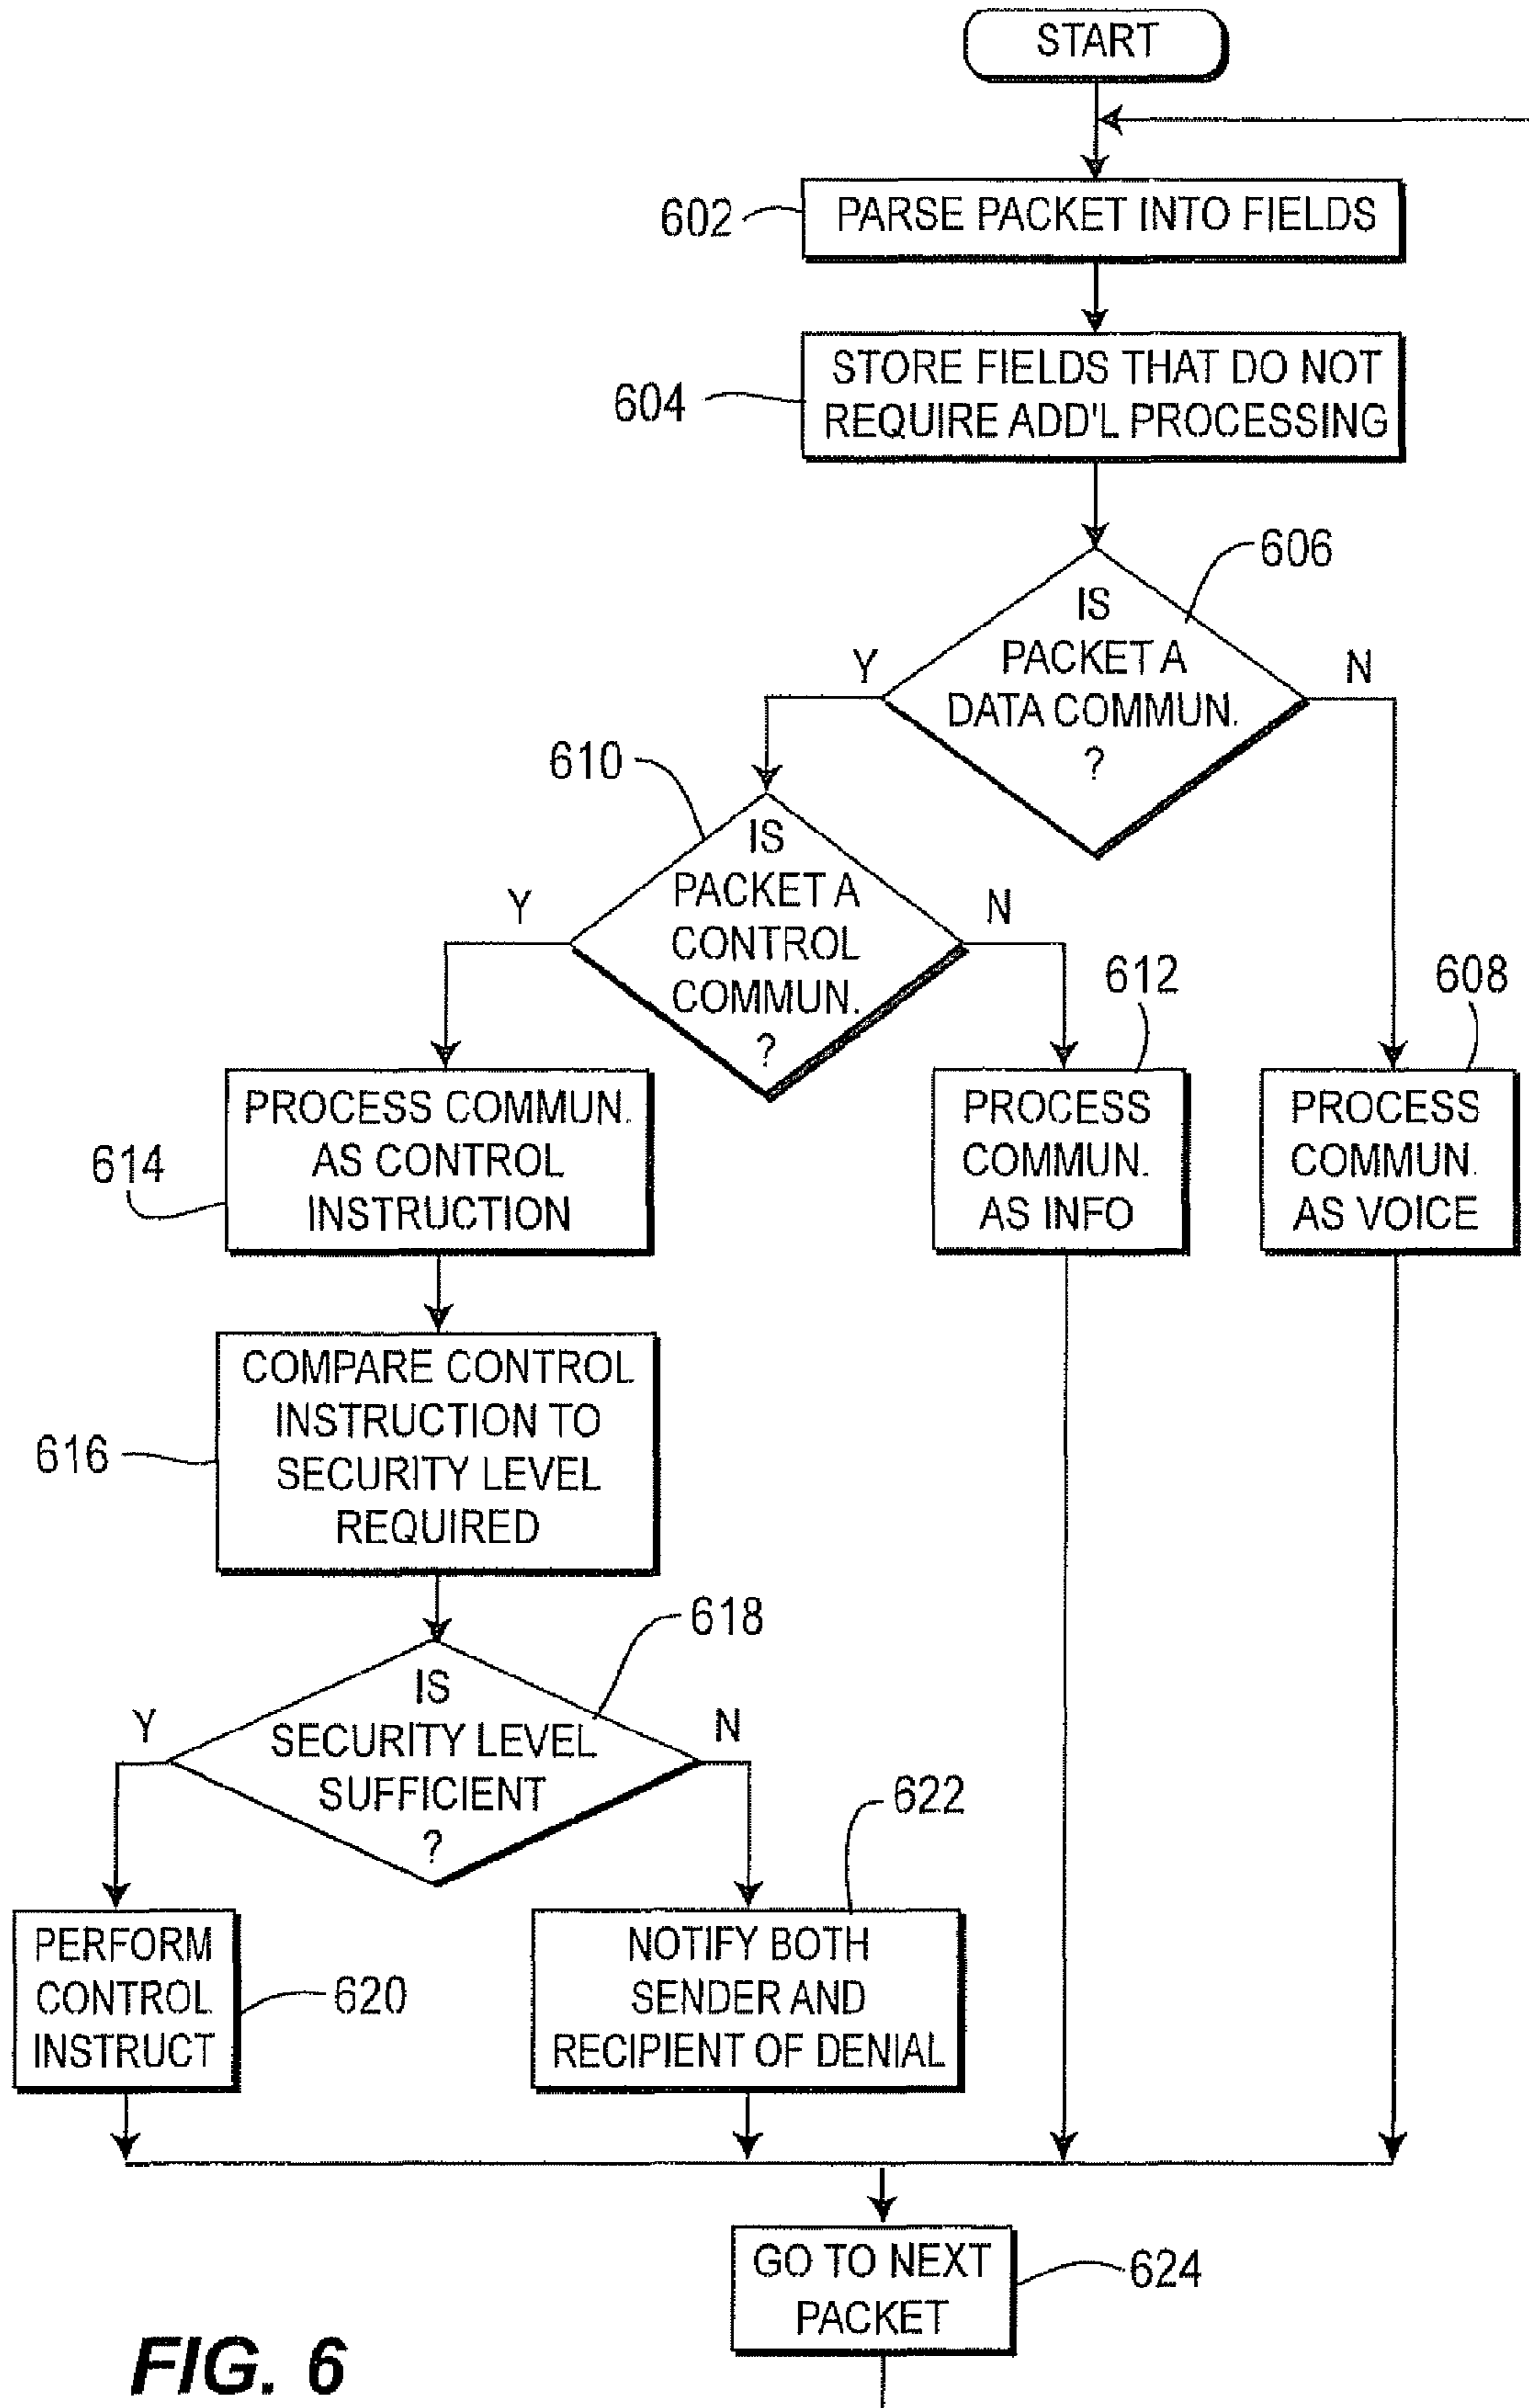 START
602
PARSE PACKET INTO FIELDS
604
STORE FIELDS THAT DO NOT
REQUIRE ADD'L PROCESSING
606
IS
PACKET A
DATA COMMUN.
?
Y
N
610
IS
PACKET A
CONTROL
COMMUN.
?
Y
N
612
608
614
PROCESS COMMUN.
AS CONTROL
INSTRUCTION
PROCESS
COMMUN.
AS INFO
PROCESS
COMMUN.
AS VOICE
616
COMPARE CONTROL
INSTRUCTION TO
SECURITY LEVEL
REQUIRED
618
IS
SECURITY LEVEL
SUFFICIENT
?
Y
N
622
PERFORM
CONTROL
INSTRUCT
620
NOTIFY BOTH
SENDER AND
RECIPIENT OF DENIAL
GO TO NEXT
PACKET
624
FIG. 6